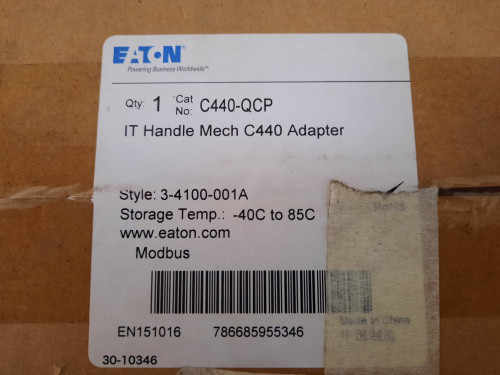 EATON
Powering Business Worldwide™
Qty: 1 Cat No: C440-QCP
IT Handle Mech C440 Adapter
Style: 3-4100-001A
Storage Temp.: -40C to 85C
www.eaton.com
Modbus
EN151016 786685955346
Made in China
30-10346